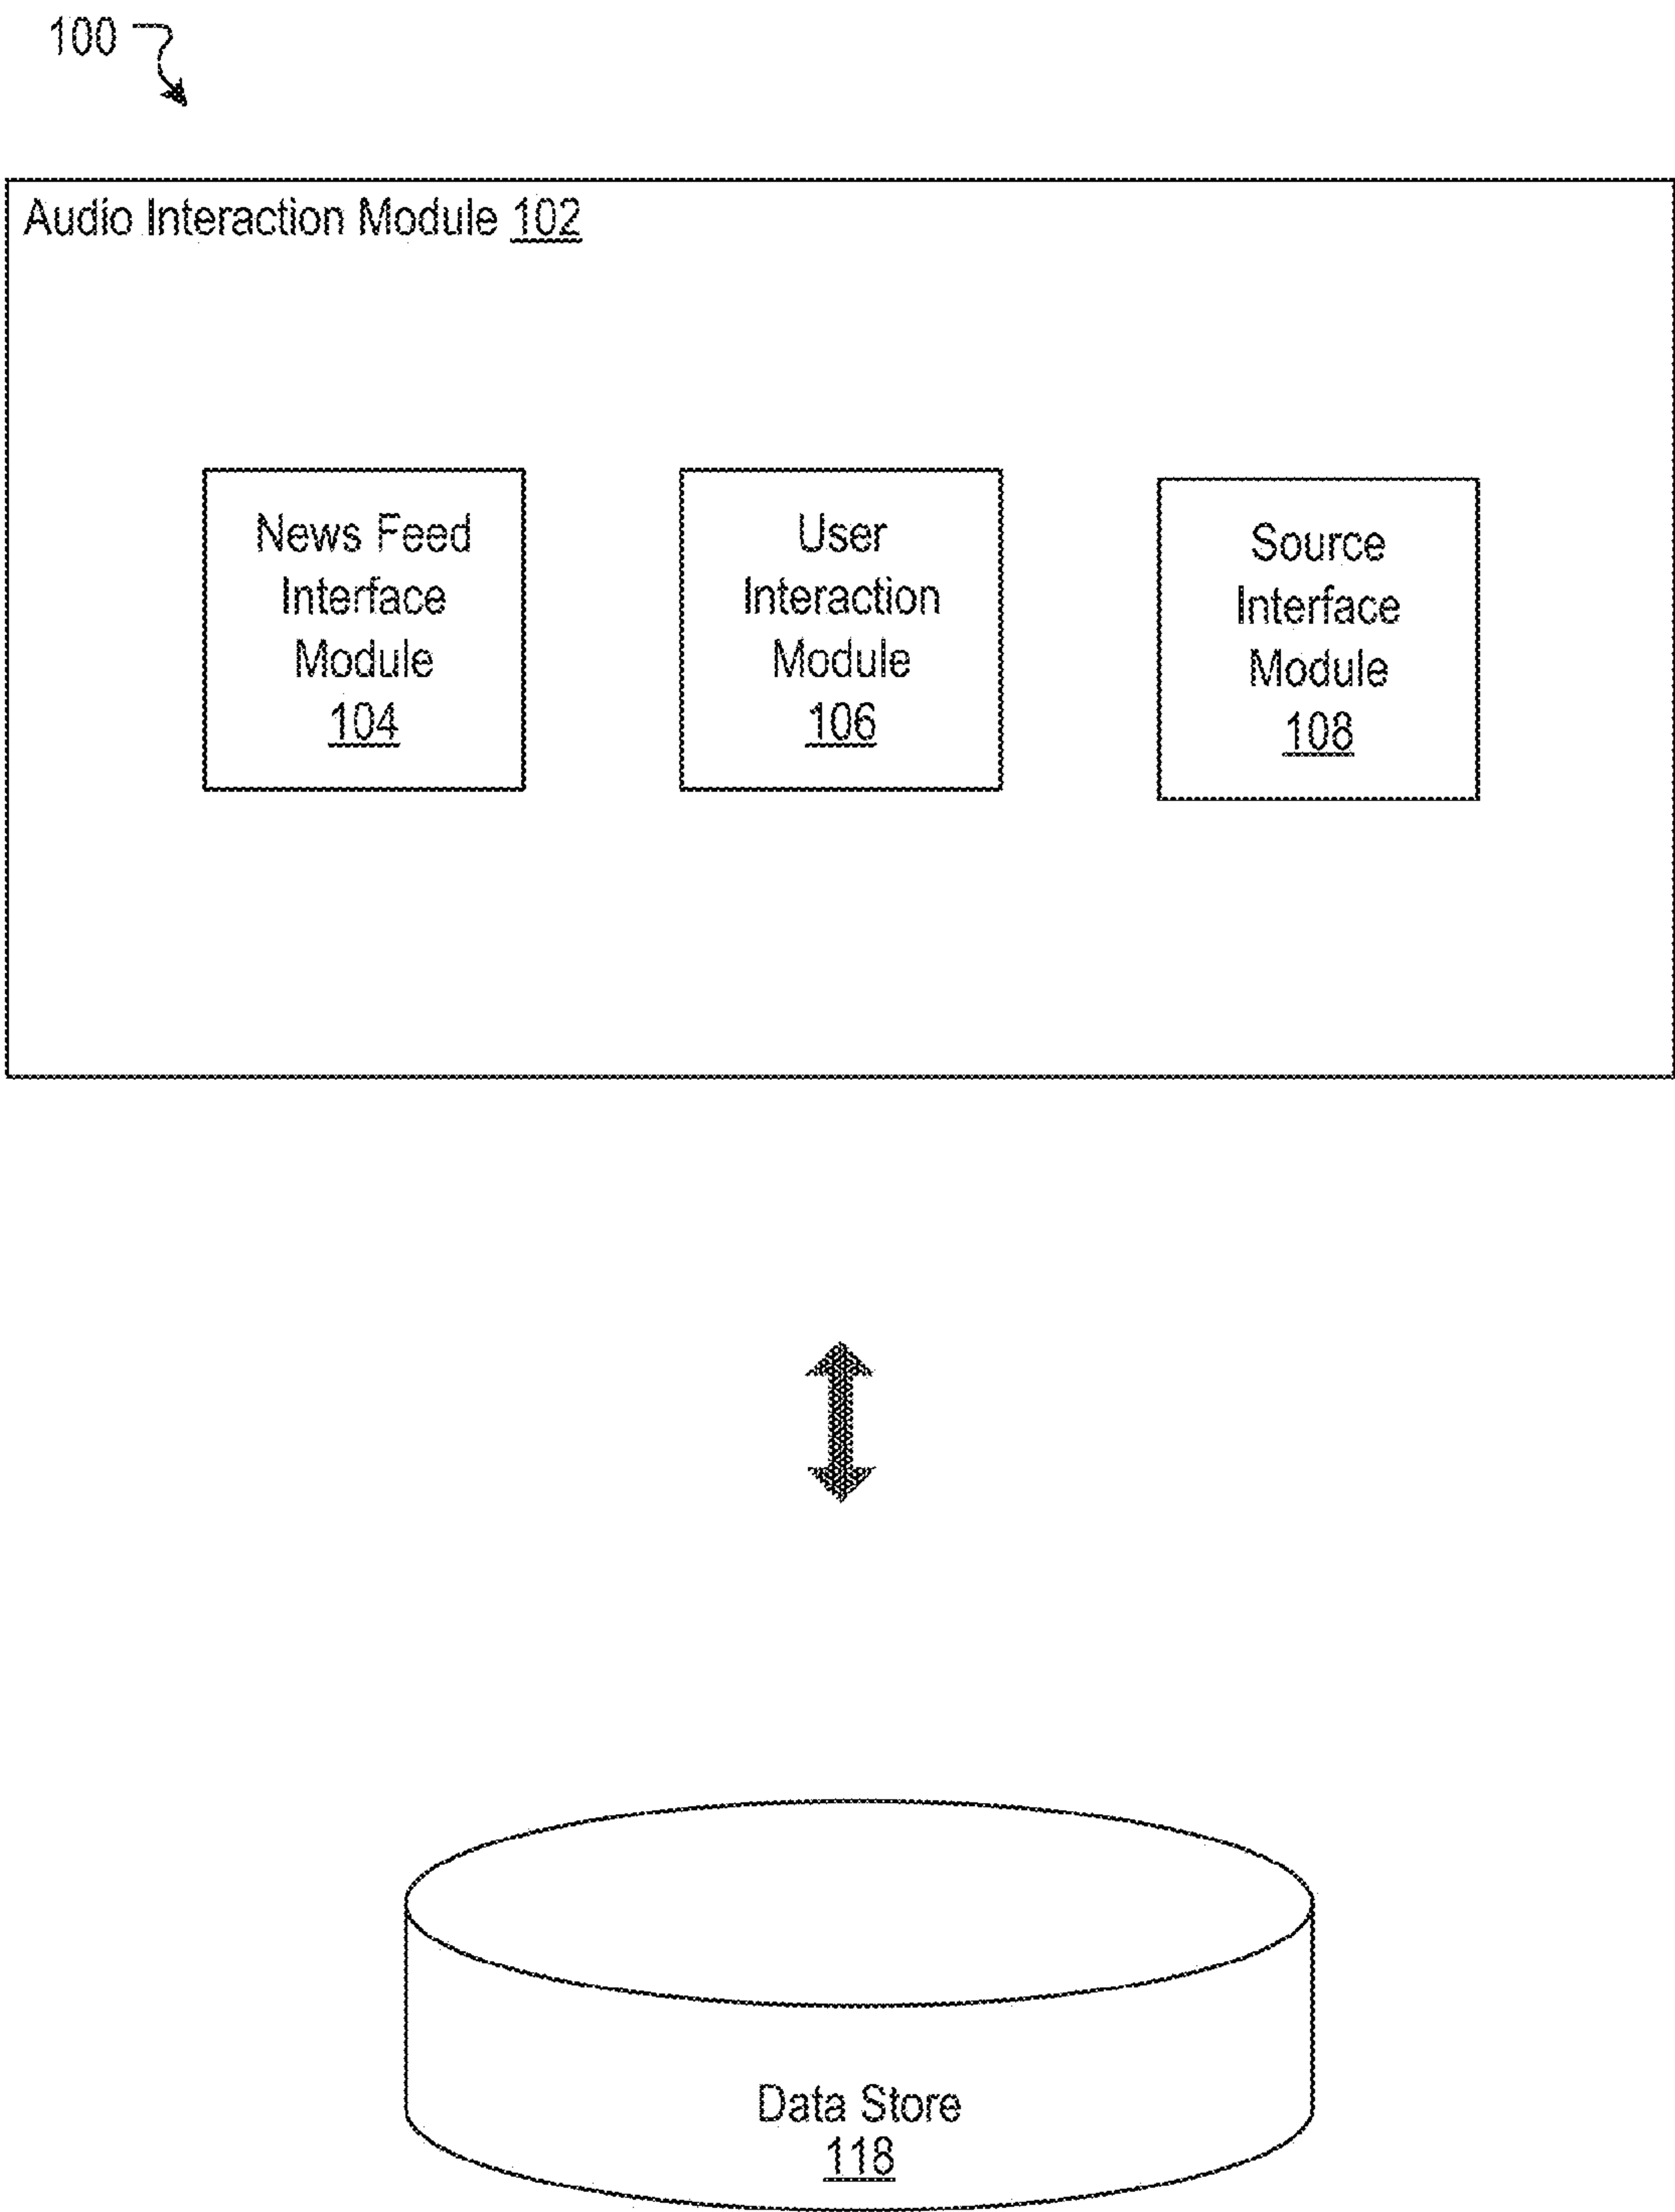 100
Audio Interaction Module 102
News Feed
Interface
Module
104
User
Interaction
Module
106
Source
Interface
Module
108
Data Store
118